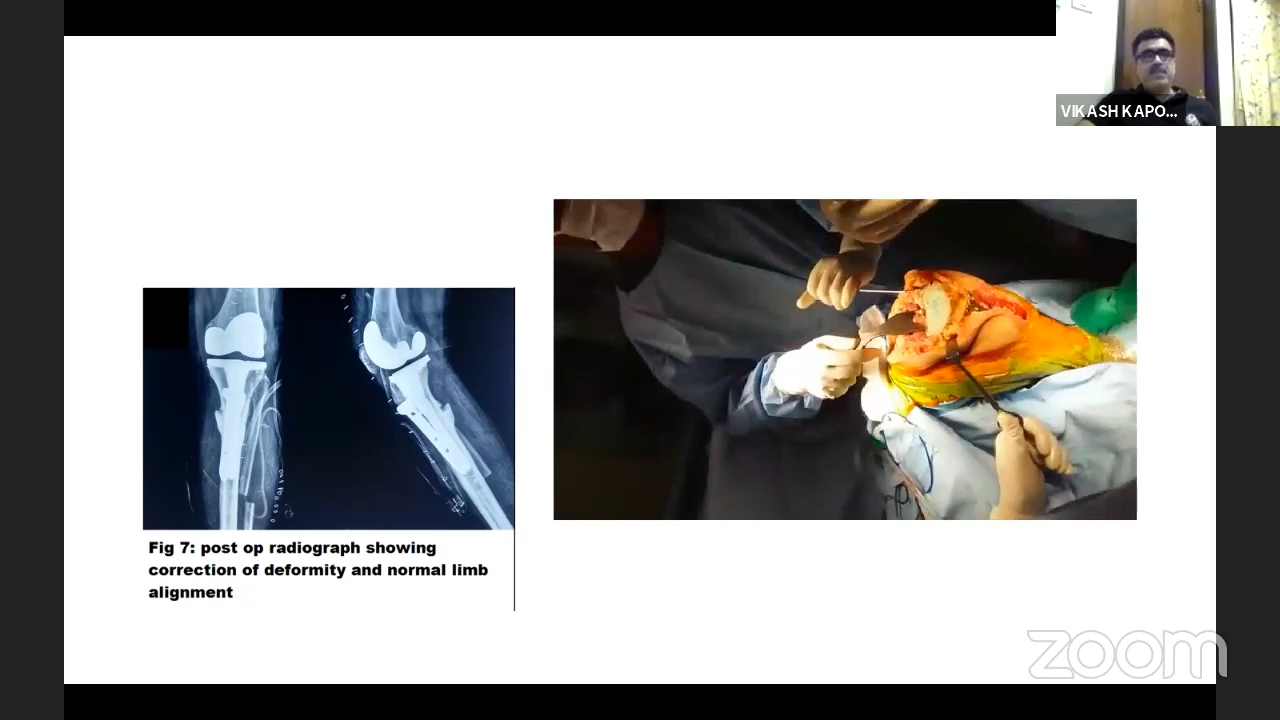 VIKASH KAPO...
Fig 7: post op radiograph showing
correction of deformity and normal limb
alignment
zoom